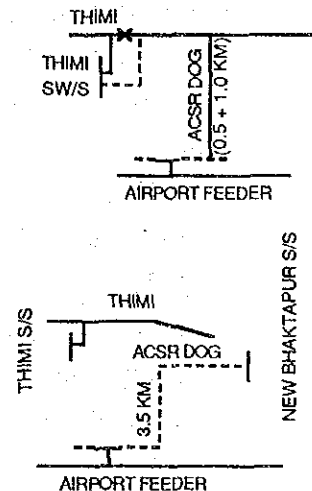 THIMI
THIMI
SW/S
ACSR DOG
(0.5 + 1.0 KM)
AIRPORT FEEDER
THIMI
THIMI S/S
ACSR DOG
3.5 KM
NEW BHAKTAPUR S/S
AIRPORT FEEDER